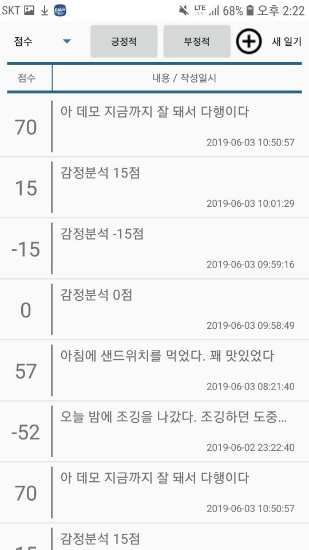 SKT LTE 68% 오후 2:22
점수 긍정적 부정적 새 일기
점수 내용 / 작성일시
아 데모 지금까지 잘 돼서 다행이다
70
2019-06-03 10:50:57
감정분석 15점
15
2019-06-03 10:01:29
감정분석 -15점
-15
2019-06-03 09:59:16
감정분석 0점
0
2019-06-03 09:58:49
아침에 샌드위치를 먹었다. 꽤 맛있었다
57
2019-06-03 08:21:40
오늘 밤에 조깅을 나갔다. 조깅하던 도중...
-52
2019-06-02 23:22:40
아 데모 지금까지 잘 돼서 다행이다
70
2019-06-03 10:50:57
감정분석 15점
15